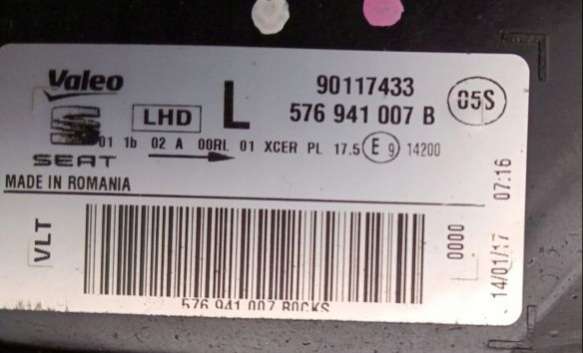 Valeo
90117433
LHD L 576 941 007 B 05S
01 1b 02 A 00RL 01 XCER PL 17.5 E 9 14200
SEAT
MADE IN ROMANIA
VLT
0000
14/01/17 07:16
576 941 007 B0CKS